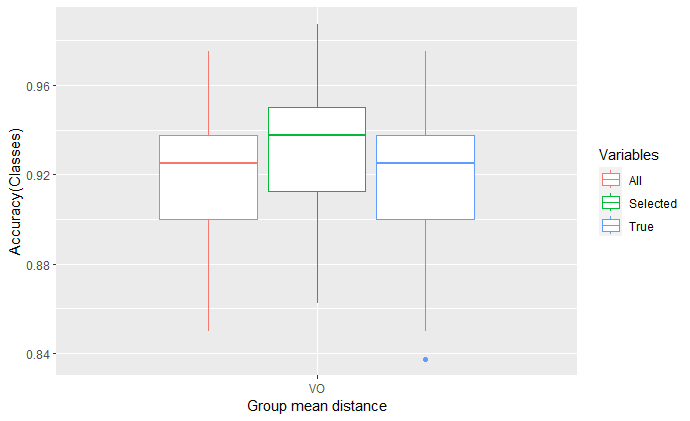 Accuracy(Classes)
0.96
0.92
0.88
0.84
VO
Group mean distance
Variables
All
Selected
True